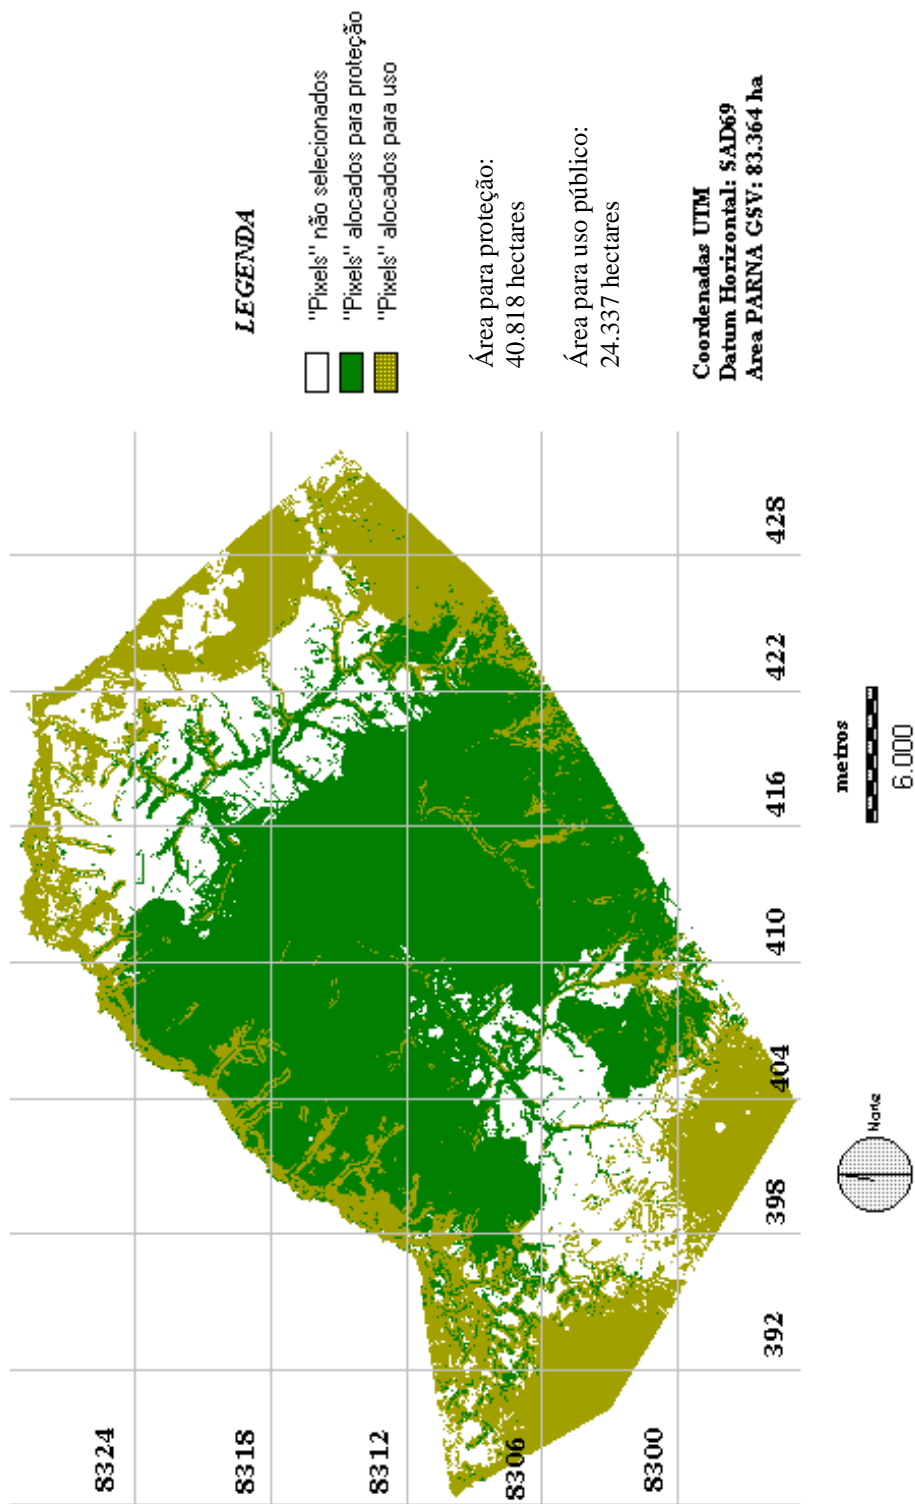 LEGENDA
"Pixels" não selecionados
"Pixels" alocados para proteção
"Pixels" alocados para uso
Área para proteção:
40.818 hectares
Área para uso público:
24.337 hectares
Coordenadas UTM
Datum Horizontal: SAD69
Area PARNA GSV: 83.364 ha
8324
8318
8312
8306
8300
392
398
404
410
416
422
428
Norte
metros
6.000